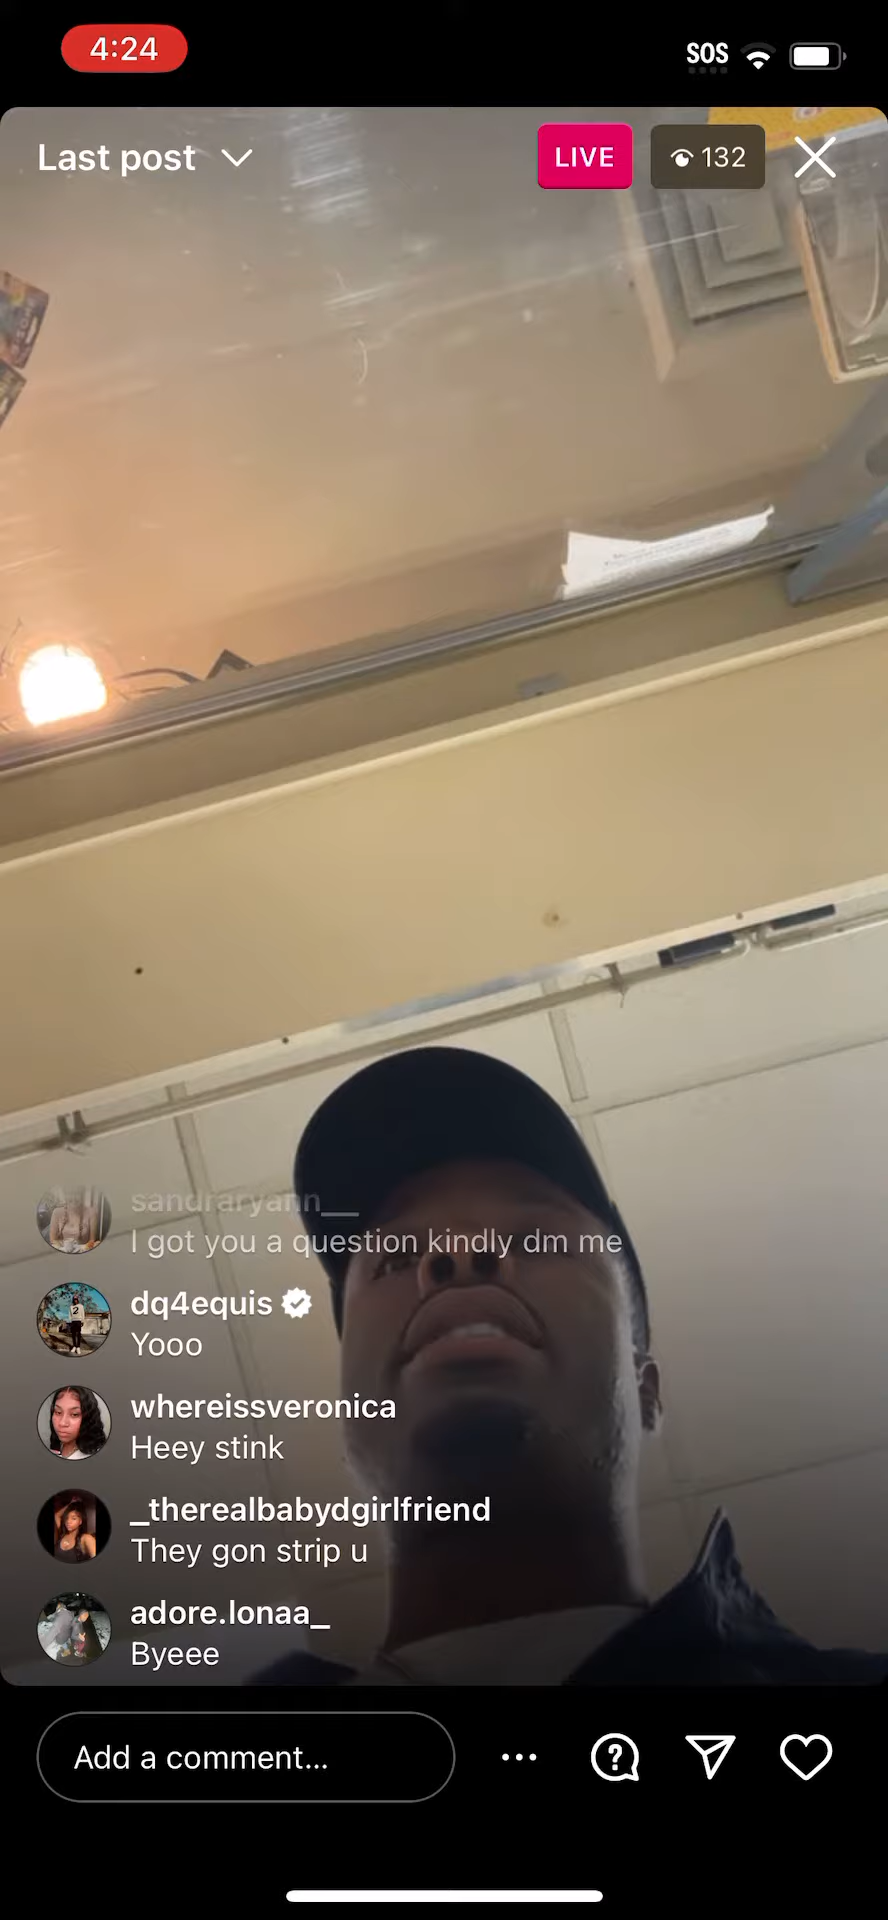 4:24
SOS
Last post
LIVE
132
sandraryann__
I got you a question kindly dm me
dq4equis
Yooo
whereissveronica
Heey stink
_therealbabydgirlfriend
They gon strip u
adore.lonaa_
Byeee
Add a comment...